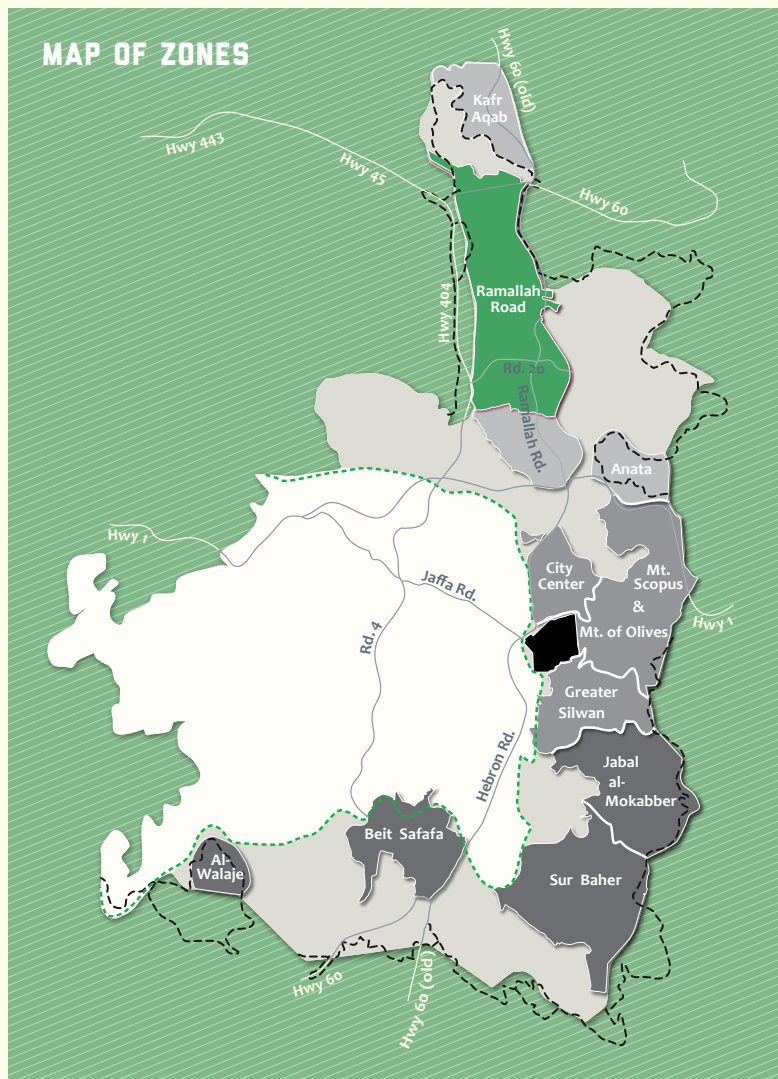 MAP OF ZONES
Hwy 60 (old)
Kafr
Aqab
Hwy 443
Hwy 45
Hwy 60
Hwy 404
Ramallah
Road
Rd. 20
Ramallah Rd.
Anata
Hwy 1
Jaffa Rd.
City
Center
Mt.
Scopus
&
Mt. of Olives
Hwy 1
Rd. 4
Greater
Silwan
Hebron Rd.
Jabal
al-
Mokabber
Beit Safafa
Al-
Walaje
Sur Baher
Hwy 60
Hwy 60 (old)